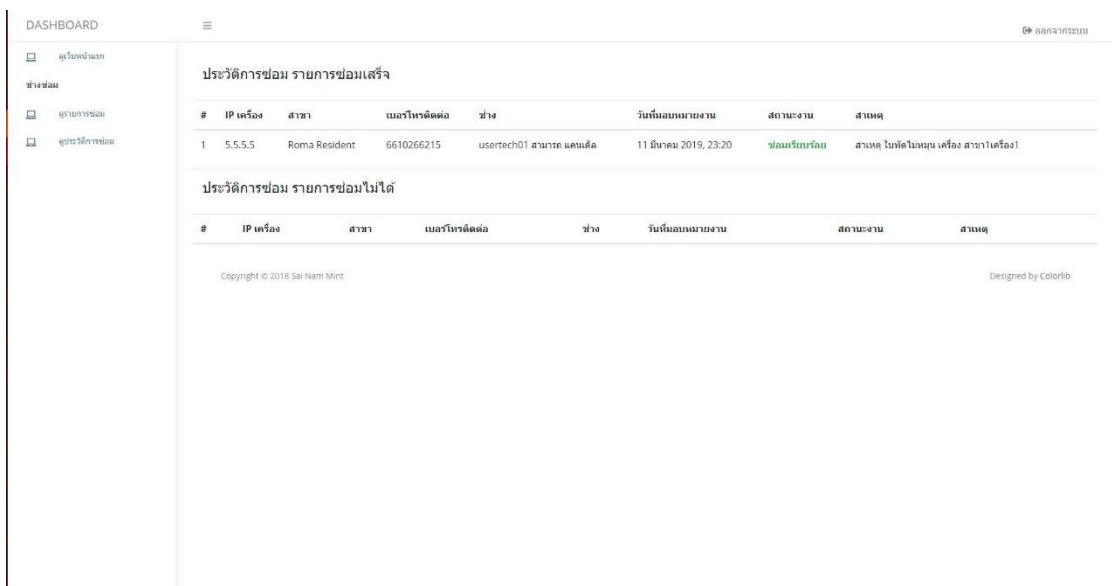 DASHBOARD
ออกจากระบบ
ดูเว็บหน้าแรก
ช่างซ่อม
ดูรายการซ่อม
ดูประวัติการซ่อม
ประวัติการซ่อม รายการซ่อมเสร็จ
# IP เครื่อง สาขา เบอร์โทรติดต่อ ช่าง วันที่มอบหมายงาน สถานะงาน สาเหตุ
1 5.5.5.5 Roma Resident 6610266215 usertech01 สามารถ แคนเดิล 11 มีนาคม 2019, 23:20 ซ่อมเรียบร้อย สาเหตุ ใบพัดไม่หมุน เครื่อง สาขา1เครื่อง1
ประวัติการซ่อม รายการซ่อมไม่ได้
# IP เครื่อง สาขา เบอร์โทรติดต่อ ช่าง วันที่มอบหมายงาน สถานะงาน สาเหตุ
Copyright © 2018 Sai Nam Mint Designed by Colorlib